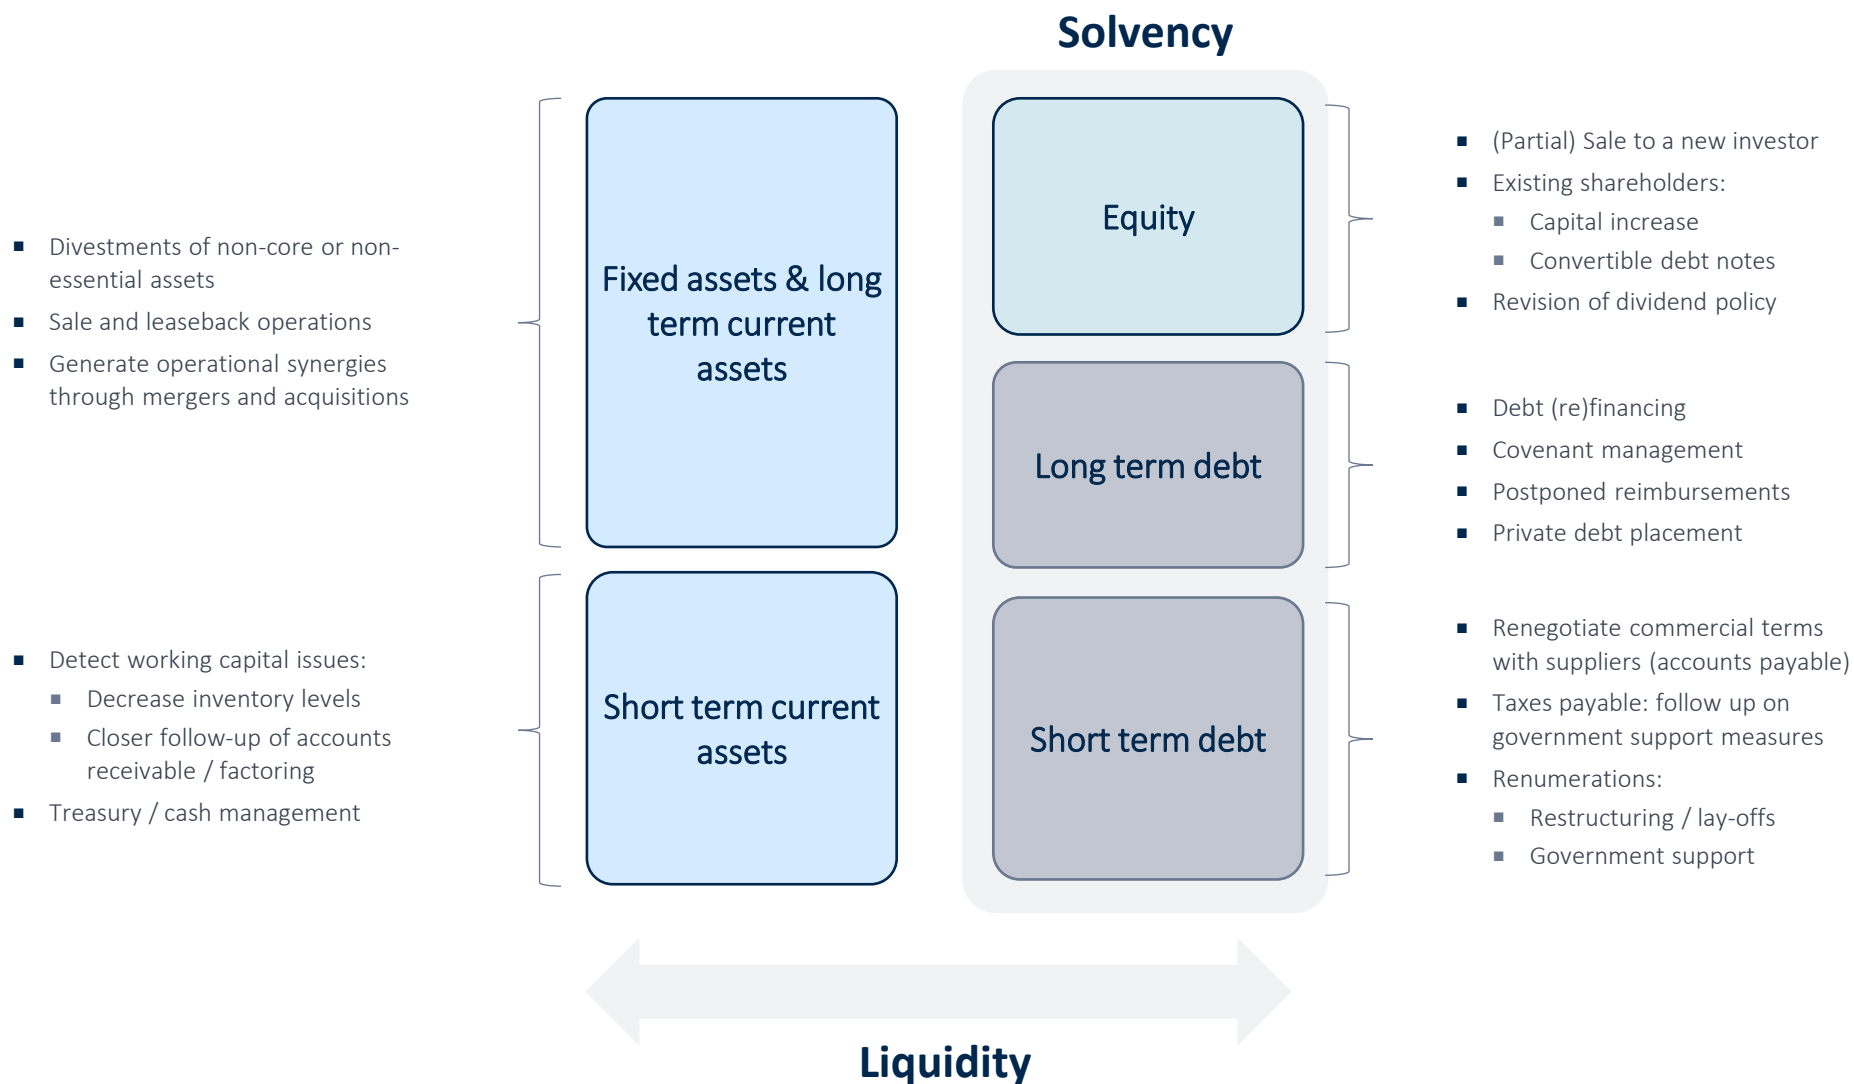 Solvency
Divestments of non-core or non-
essential assets
Sale and leaseback operations
Generate operational synergies
through mergers and acquisitions
Fixed assets & long
term current
assets
Detect working capital issues:
Decrease inventory levels
Closer follow-up of accounts
receivable / factoring
Treasury / cash management
Short term current
assets
Equity
(Partial) Sale to a new investor
Existing shareholders:
Capital increase
Convertible debt notes
Revision of dividend policy
Long term debt
Debt (re)financing
Covenant management
Postponed reimbursements
Private debt placement
Short term debt
Renegotiate commercial terms
with suppliers (accounts payable)
Taxes payable: follow up on
government support measures
Renumerations:
Restructuring / lay-offs
Government support
Liquidity